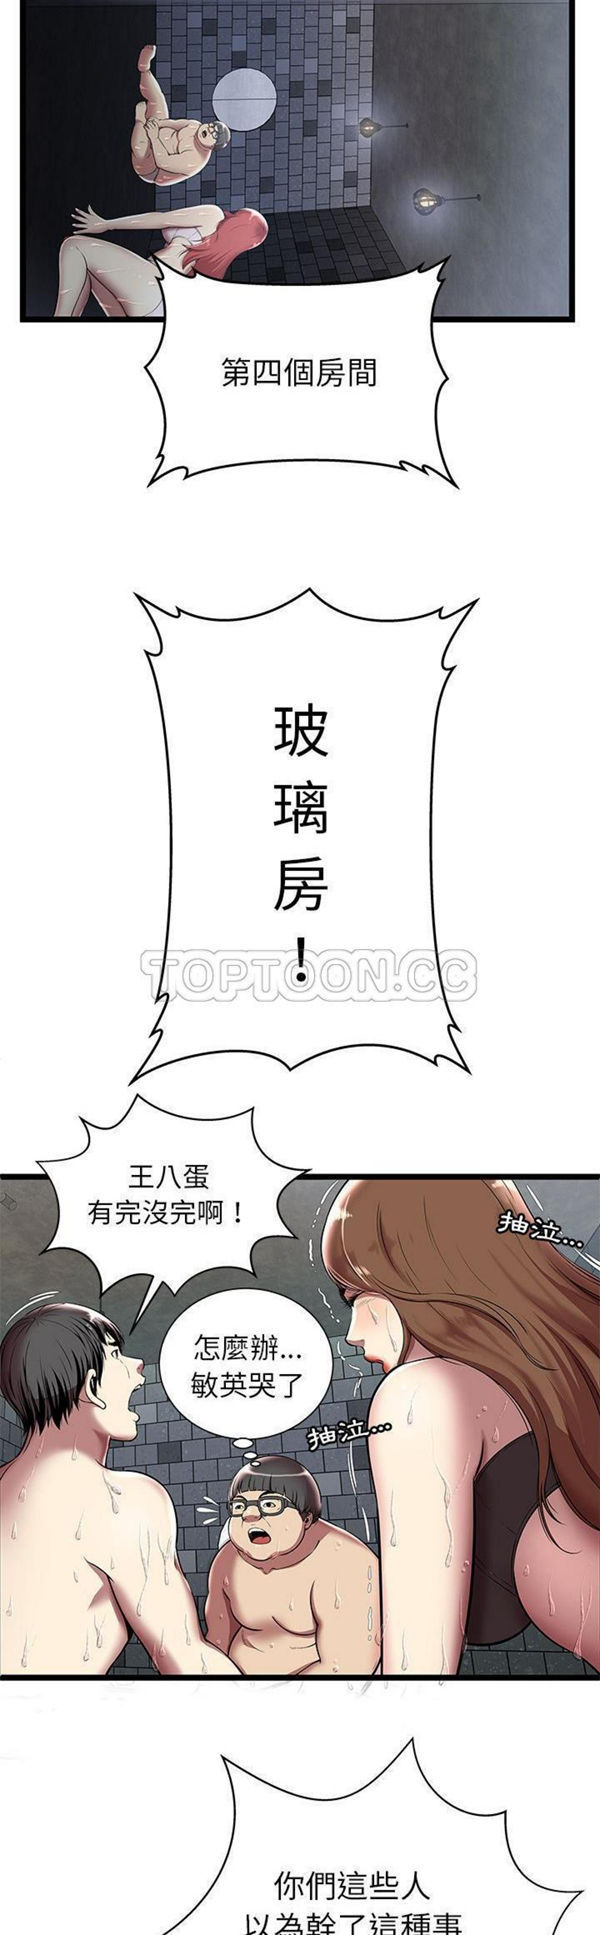 第四個房間
玻璃房！
TOPTOON.CC
王八蛋
有完沒完啊！
抽泣...
怎麼辦...
敏英哭了
抽泣...
你們這些人
以為幹了這種事